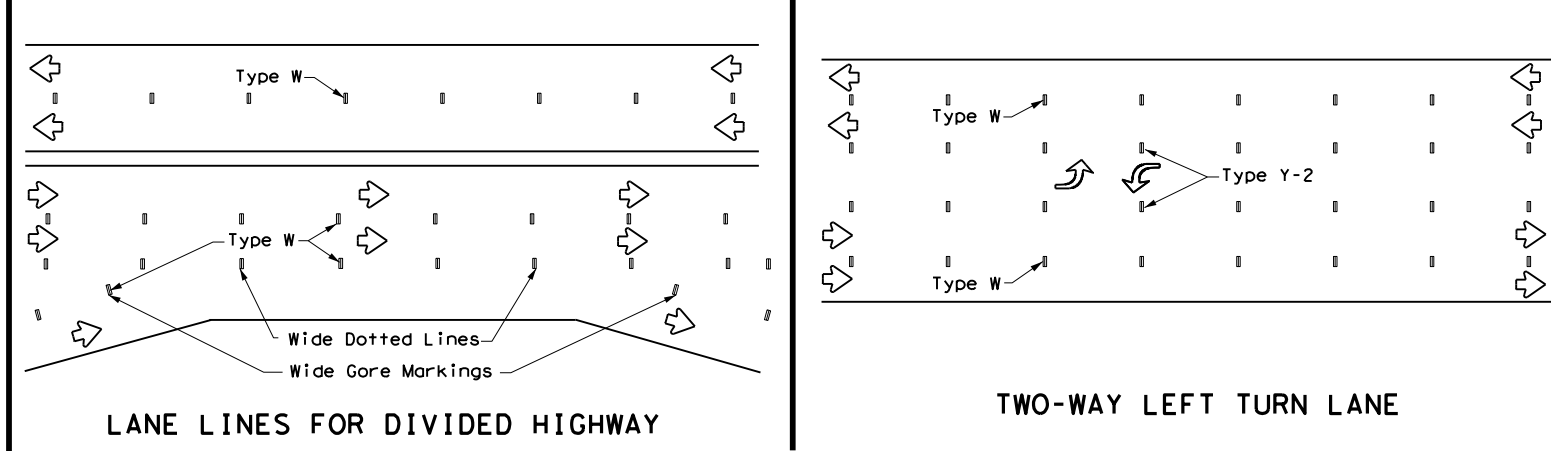 Type W
Type W
Wide Dotted Lines
Wide Gore Markings
LANE LINES FOR DIVIDED HIGHWAY
Type W
Type Y-2
Type W
TWO-WAY LEFT TURN LANE